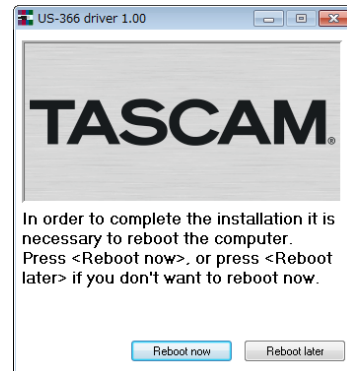 US-366 driver 1.00
TASCAM®
In order to complete the installation it is
necessary to reboot the computer.
Press <Reboot now>, or press <Reboot
later> if you don't want to reboot now.
Reboot now
Reboot later